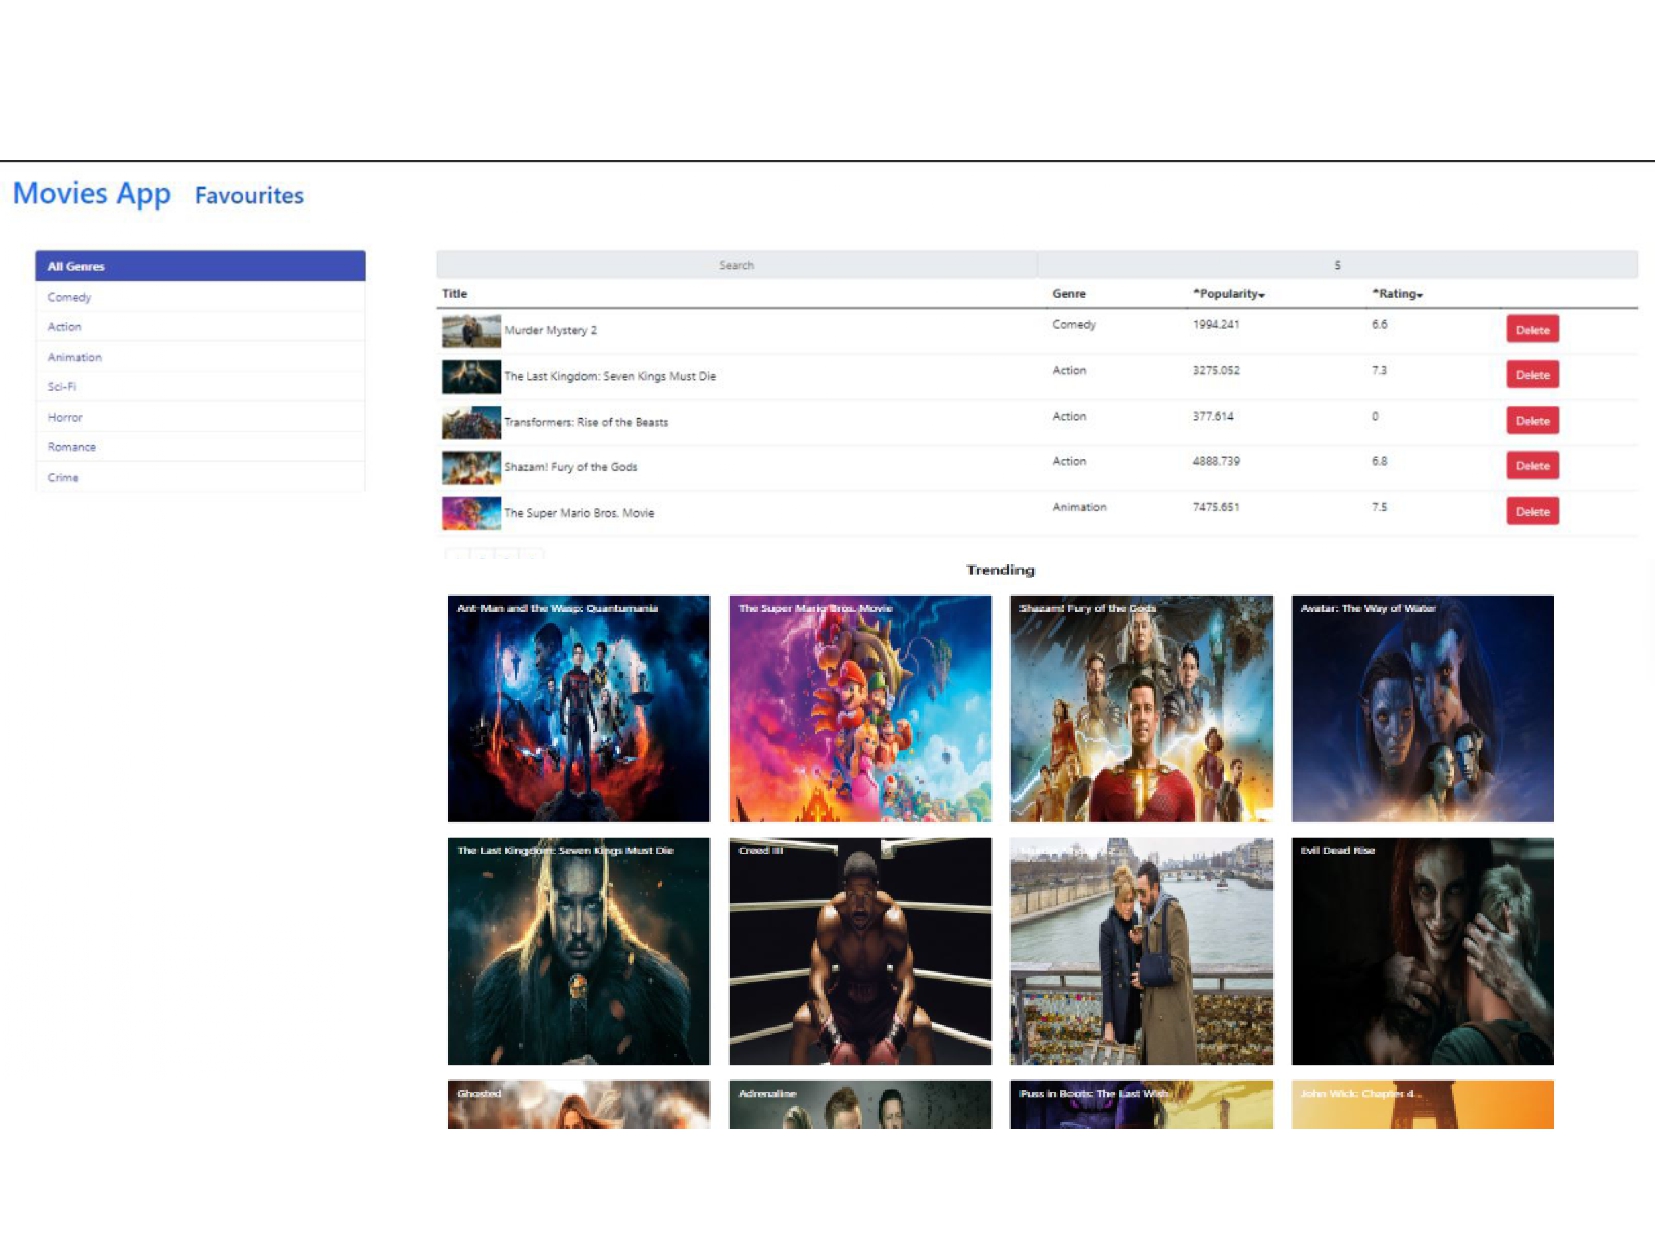 Movies App Favourites
All Genres
Comedy
Action
Animation
Sci-Fi
Horror
Romance
Crime
Search 5
Title Genre ^Popularity Rating
Murder Mystery 2 Comedy 1994.241 6.6 Delete
The Last Kingdom: Seven Kings Must Die Action 3275.052 7.3 Delete
Transformers: Rise of the Beasts Action 377.614 0 Delete
Shazam! Fury of the Gods Action 4888.739 6.8 Delete
The Super Mario Bros. Movie Animation 7475.651 7.5 Delete
Trending
Ant-Man and the Wasp: Quantumania
The Super Mario Bros. Movie
Shazam! Fury of the Gods
Avatar: The Way of Water
The Last Kingdom: Seven Kings Must Die
Creed III
Evil Dead Rise
Ghosted
Adrenaline
Puss in Boots: The Last Wish
John Wick: Chapter 4